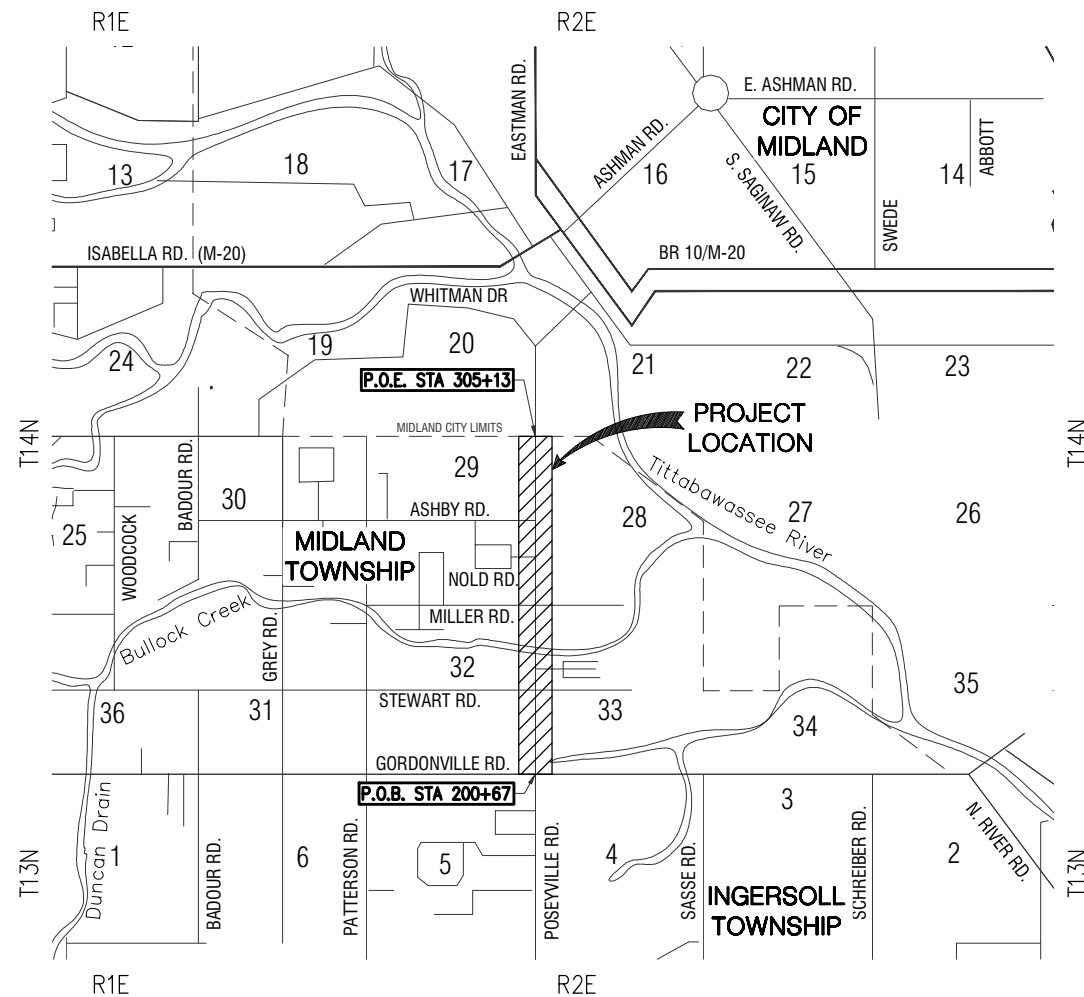 R1E
R2E
EASTMAN RD.
E. ASHMAN RD.
CITY OF
MIDLAND
ASHMAN RD.
S. SAGINAW RD.
ABBOTT
SWEDE
13
18
17
16
15
14
ISABELLA RD. (M-20)
BR 10/M-20
WHITMAN DR
24
19
20
21
22
23
P.O.E. STA 305+13
PROJECT
LOCATION
MIDLAND CITY LIMITS
T14N
T14N
Tittabawassee River
BADOUR RD.
WOODCOCK
25
30
29
28
27
26
ASHBY RD.
MIDLAND
TOWNSHIP
NOLD RD.
MILLER RD.
Bullock Creek
GREY RD.
32
STEWART RD.
36
31
33
34
35
GORDONVILLE RD.
P.O.B. STA 200+67
Duncan Drain
T13N
T13N
1
BADOUR RD.
6
PATTERSON RD.
5
POSEYVILLE RD.
4
SASSE RD.
3
SCHREIBER RD.
2
N. RIVER RD.
INGERSOLL
TOWNSHIP
R1E
R2E